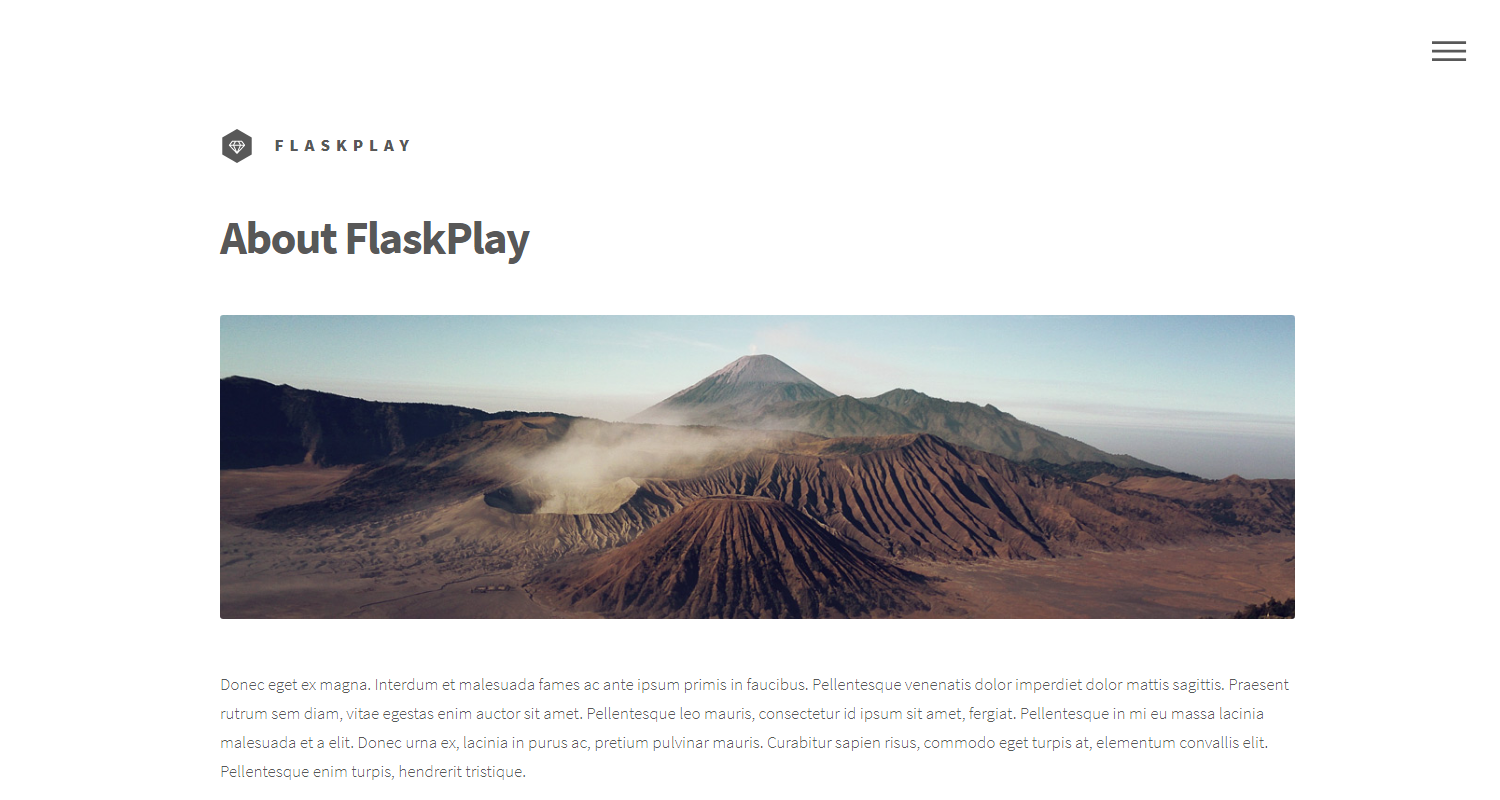 FLASKPLAY
About FlaskPlay
Donec eget ex magna. Interdum et malesuada fames ac ante ipsum primis in faucibus. Pellentesque venenatis dolor imperdiet dolor mattis sagittis. Praesent
rutrum sem diam, vitae egestas enim auctor sit amet. Pellentesque leo mauris, consectetur id ipsum sit amet, fergiat. Pellentesque in mi eu massa lacinia
malesuada et a elit. Donec urna ex, lacinia in purus ac, pretium pulvinar mauris. Curabitur sapien risus, commodo eget turpis at, elementum convallis elit.
Pellentesque enim turpis, hendrerit tristique.